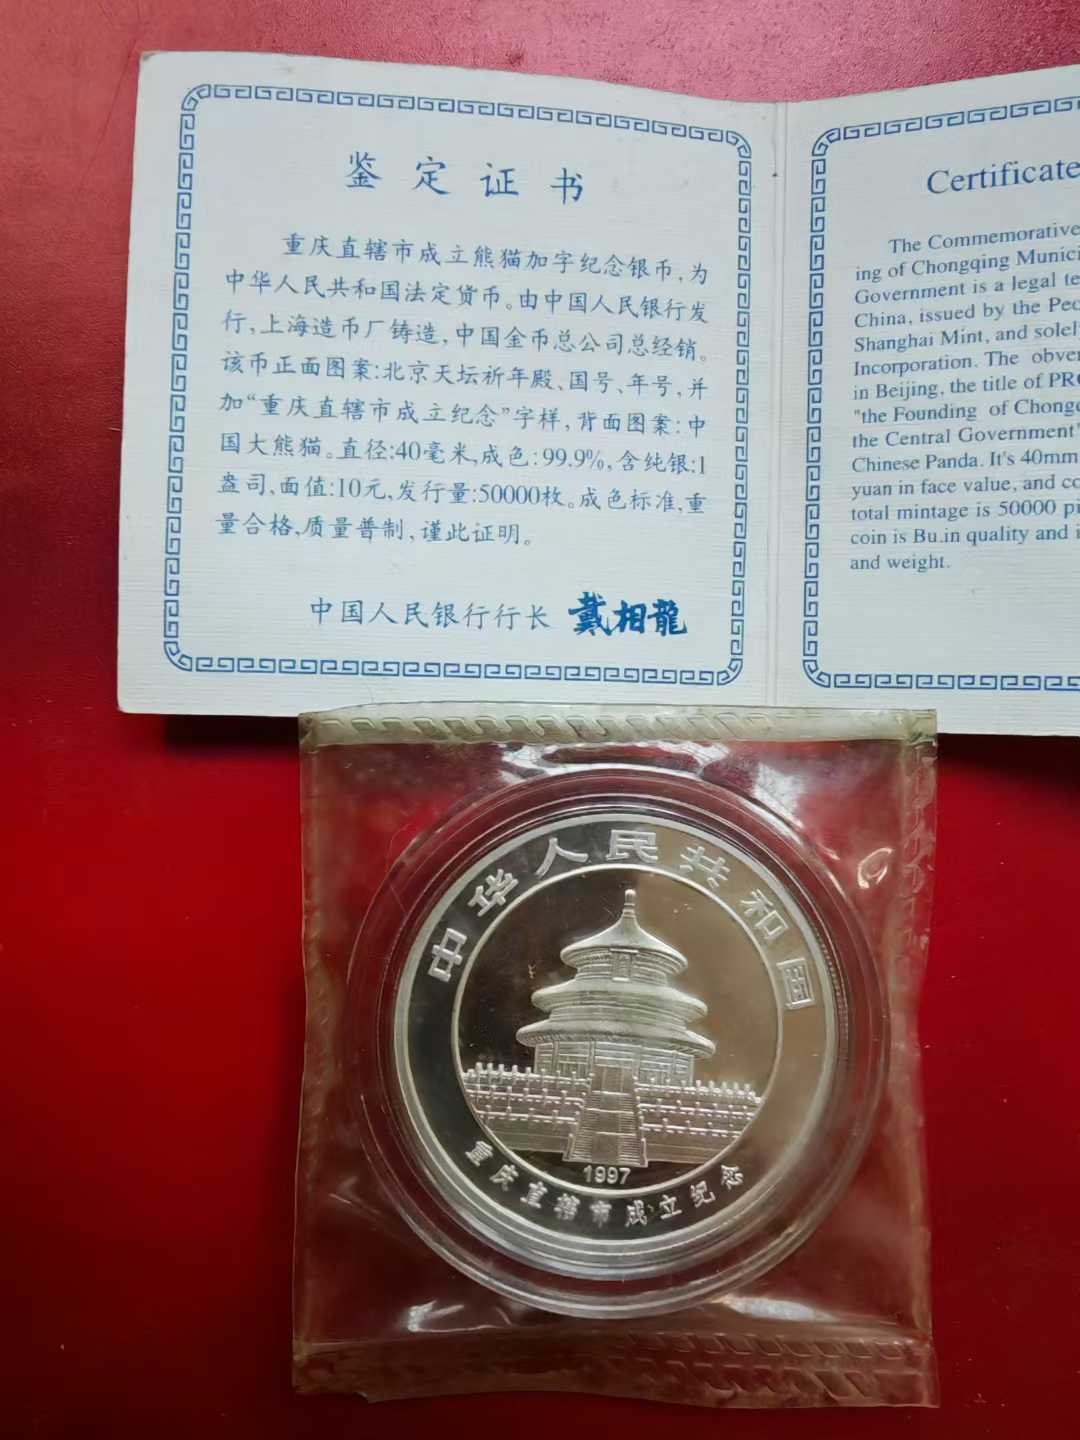 鉴定证书
重庆直辖市成立熊猫加字纪念银币,为
中华人民共和国法定货币。由中国人民银行发
行,上海造币厂铸造,中国金币总公司总经销。
该币正面图案:北京天坛祈年殿、国号、年号,并
加“重庆直辖市成立纪念”字样,背面图案:中
国大熊猫。直径:40毫米,成色:99.9%,含纯银:1
盎司,面值:10元,发行量:50000枚。成色标准,重
量合格,质量普制,谨此证明。
中国人民银行行长 戴相龍
Certificate
The Commemorative
ing of Chongqing Munici
Government is a legal te
China, issued by the Peo
Shanghai Mint, and solel
Incorporation. The obver
in Beijing, the title of PR
"the Founding of Chong
the Central Government"
Chinese Panda. It's 40mm
yuan in face value, and co
total mintage is 50000 pi
coin is Bu.in quality and i
and weight.
中华人民共和国
1997
重庆直辖市成立纪念